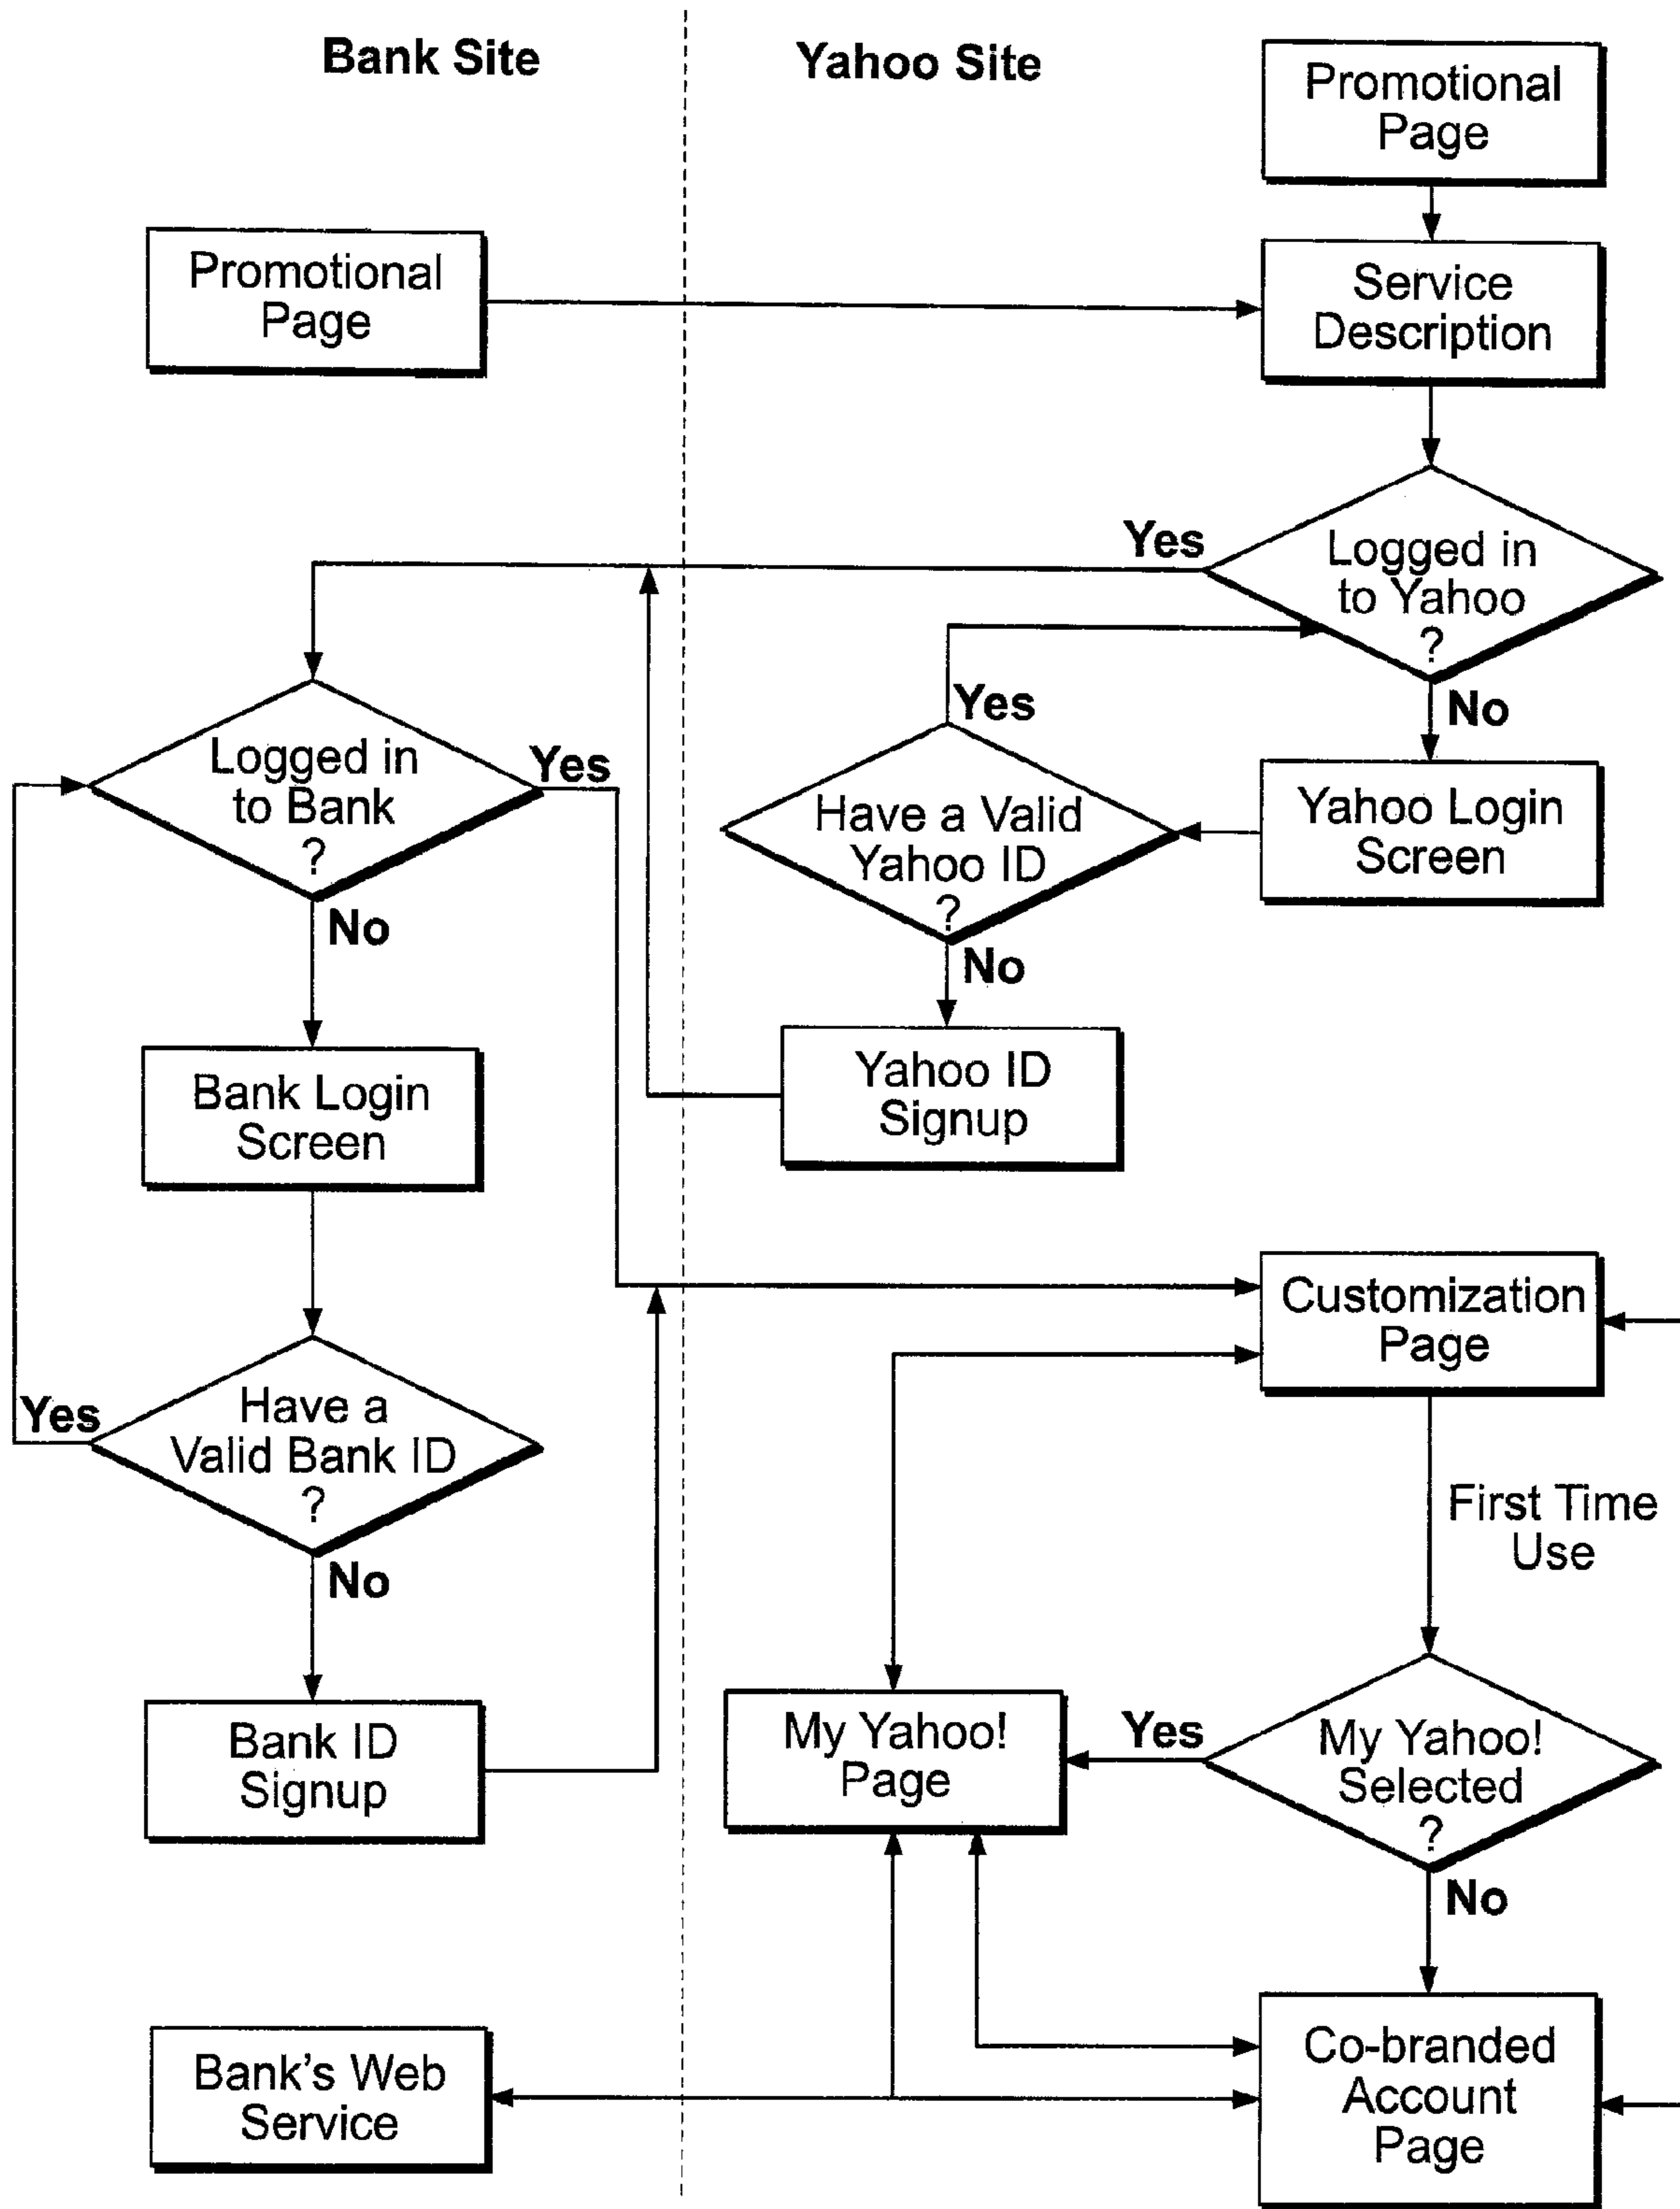 Bank Site
Yahoo Site
Promotional
Page
Promotional
Page
Service
Description
Yes
Logged in
to Yahoo
?
No
Yes
Logged in
to Bank
?
Yes
No
Have a Valid
Yahoo ID
?
No
Yahoo Login
Screen
Bank Login
Screen
Yahoo ID
Signup
Customization
Page
Yes
Have a
Valid Bank ID
?
No
First Time
Use
Bank ID
Signup
My Yahoo!
Page
Yes
My Yahoo!
Selected
?
No
Bank's Web
Service
Co-branded
Account
Page